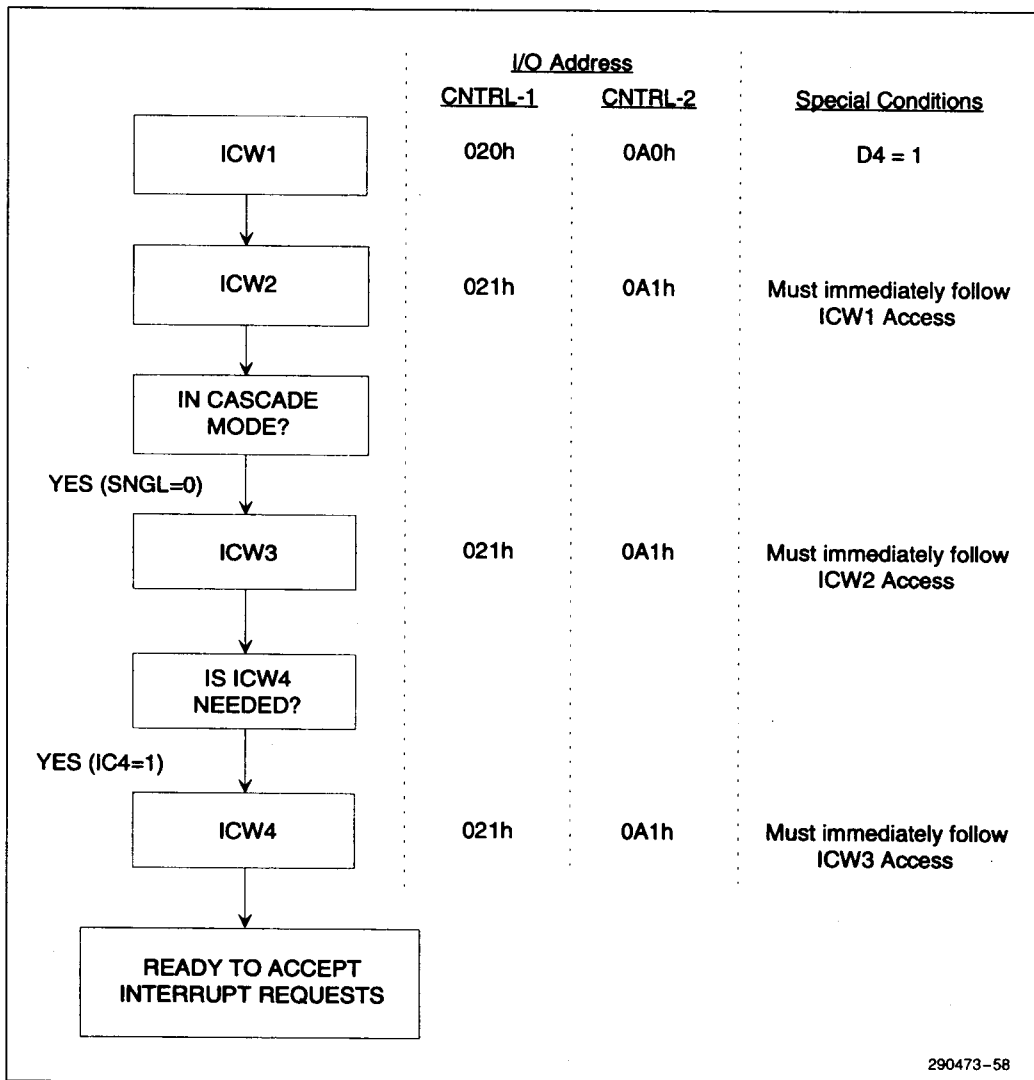 I/O Address
CNTRL-1 CNTRL-2 Special Conditions
ICW1 020h 0A0h D4 = 1
ICW2 021h 0A1h Must immediately follow
ICW1 Access
IN CASCADE
MODE?
YES (SNGL=0)
ICW3 021h 0A1h Must immediately follow
ICW2 Access
IS ICW4
NEEDED?
YES (IC4=1)
ICW4 021h 0A1h Must immediately follow
ICW3 Access
READY TO ACCEPT
INTERRUPT REQUESTS
290473-58